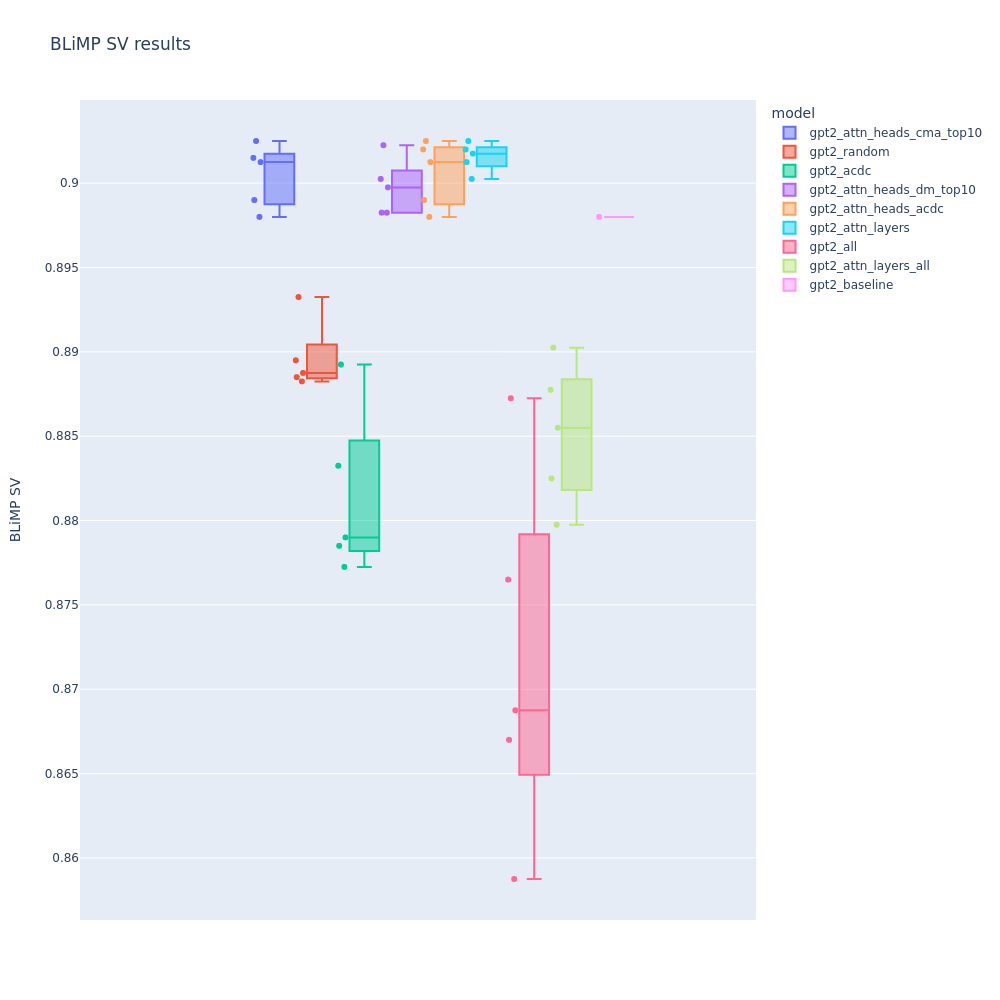 BLiMP SV results
model
gpt2_attn_heads_cma_top10
gpt2_random
gpt2_acdc
gpt2_attn_heads_dm_top10
gpt2_attn_heads_acdc
gpt2_attn_layers
gpt2_all
gpt2_attn_layers_all
gpt2_baseline
0.9
0.895
0.89
0.885
0.88
0.875
0.87
0.865
0.86
BLiMP SV